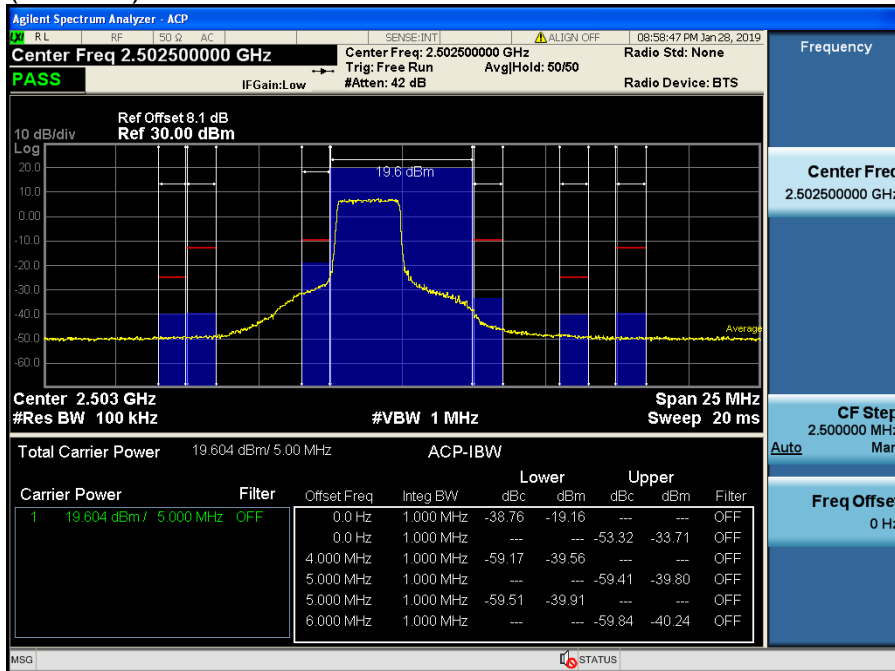 Agilent Spectrum Analyzer - ACP
LXI RL RF 50 Ω AC SENSE:INT ALIGN OFF 08:58:47 PM Jan 28, 2019
Center Freq 2.502500000 GHz
Center Freq: 2.502500000 GHz
Radio Std: None
Trig: Free Run Avg|Hold: 50/50
PASS
IFGain:Low
#Atten: 42 dB
Radio Device: BTS
Frequency
Ref Offset 8.1 dB
10 dB/div Ref 30.00 dBm
Log
20.0
19.6 dBm
10.0
0.00
-10.0
-20.0
-30.0
-40.0
Average
-50.0
-60.0
Center Freq
2.502500000 GHz
Center 2.503 GHz Span 25 MHz
#Res BW 100 kHz #VBW 1 MHz Sweep 20 ms
CF Step
2.500000 MHz
Auto Man
Total Carrier Power 19.604 dBm/ 5.00 MHz ACP-IBW
Lower Upper
Carrier Power Filter Offset Freq Integ BW dBc dBm dBc dBm Filter
1 19.604 dBm / 5.000 MHz OFF 0.0 Hz 1.000 MHz -38.76 -19.16 --- --- OFF
0.0 Hz 1.000 MHz --- --- -53.32 -33.71 OFF
4.000 MHz 1.000 MHz -59.17 -39.56 --- --- OFF
5.000 MHz 1.000 MHz --- --- -59.41 -39.80 OFF
5.000 MHz 1.000 MHz -59.51 -39.91 --- --- OFF
6.000 MHz 1.000 MHz --- --- -59.84 -40.24 OFF
Freq Offset
0 Hz
MSG STATUS